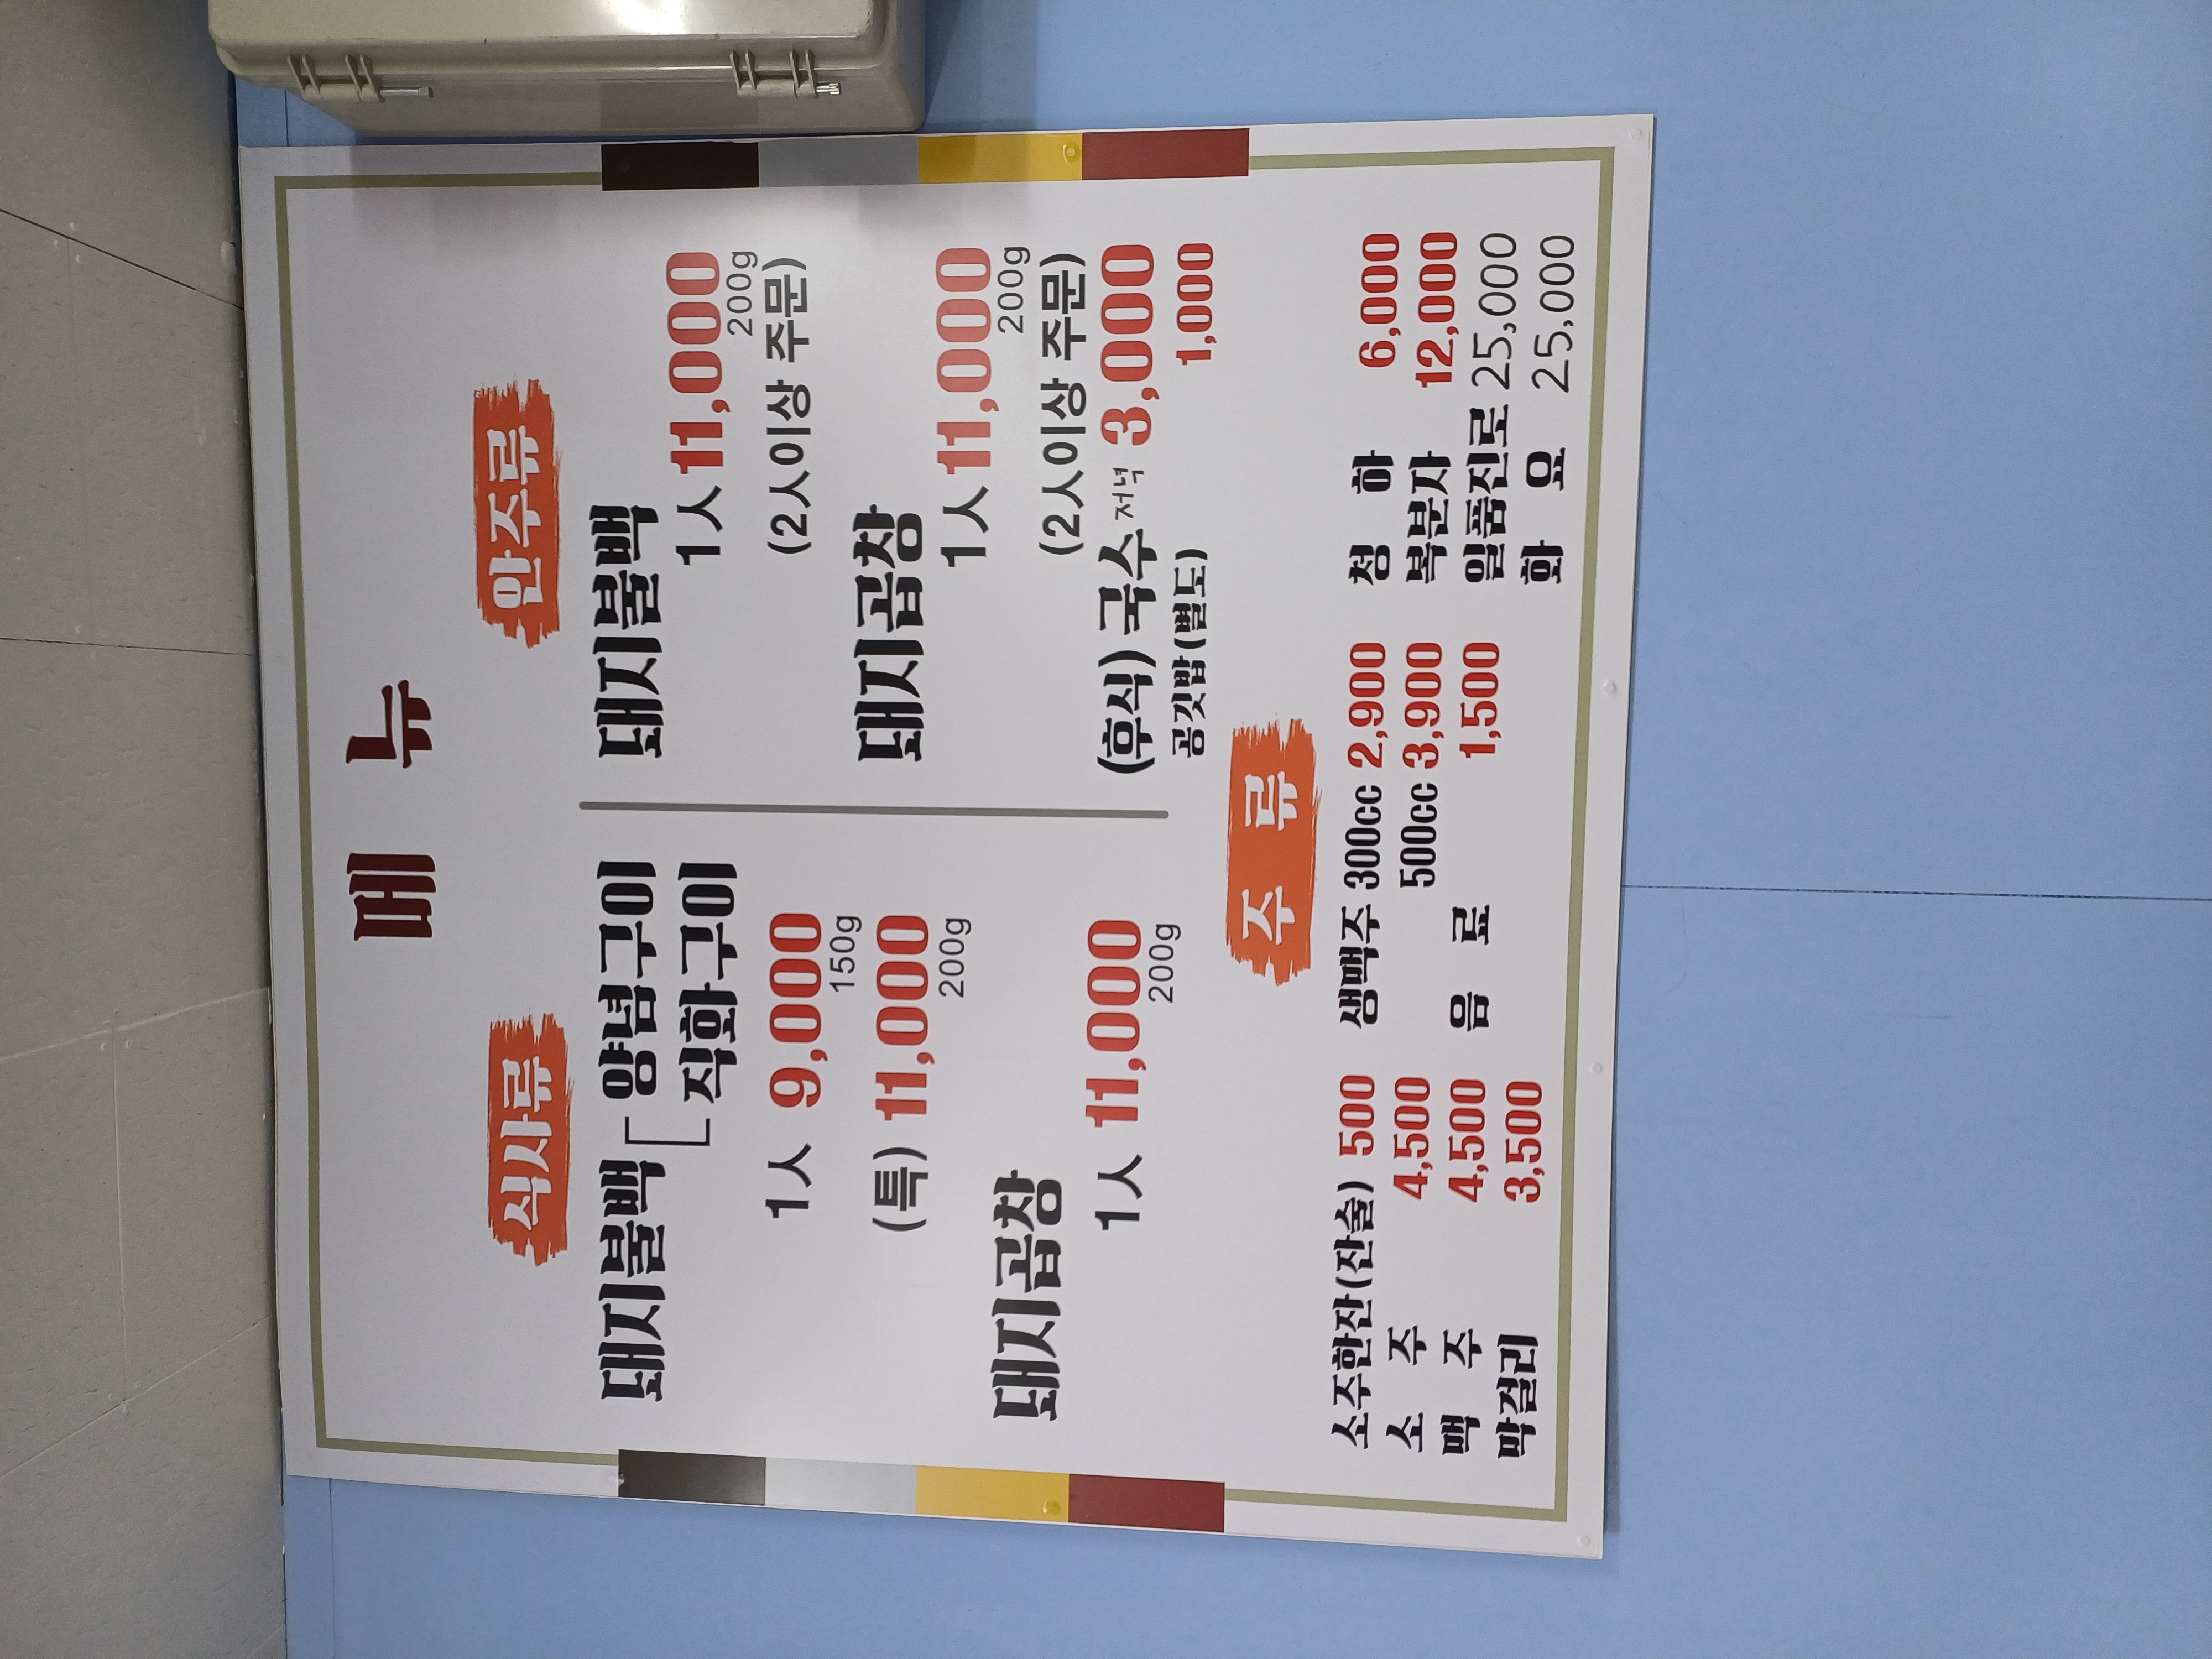 메 뉴
식사류
돼지불백 양념구이
직화구이
1人 9,000
150g
(특) 11,000
200g
돼지곱창
1人 11,000
200g
안주류
돼지불백
1人 11,000
200g
(2人이상 주문)
돼지곱창
1人 11,000
200g
(2人이상 주문)
(후식) 국수 저녁 3,000
공깃밥(별도) 1,000
주 류
소주한잔(잔술) 500
소 주 4,500
맥 주 4,500
막걸리 3,500
생맥주 300cc 2,900
500cc 3,900
음 료 1,500
청 하 6,000
복분자 12,000
일품진로 25,000
화 요 25,000